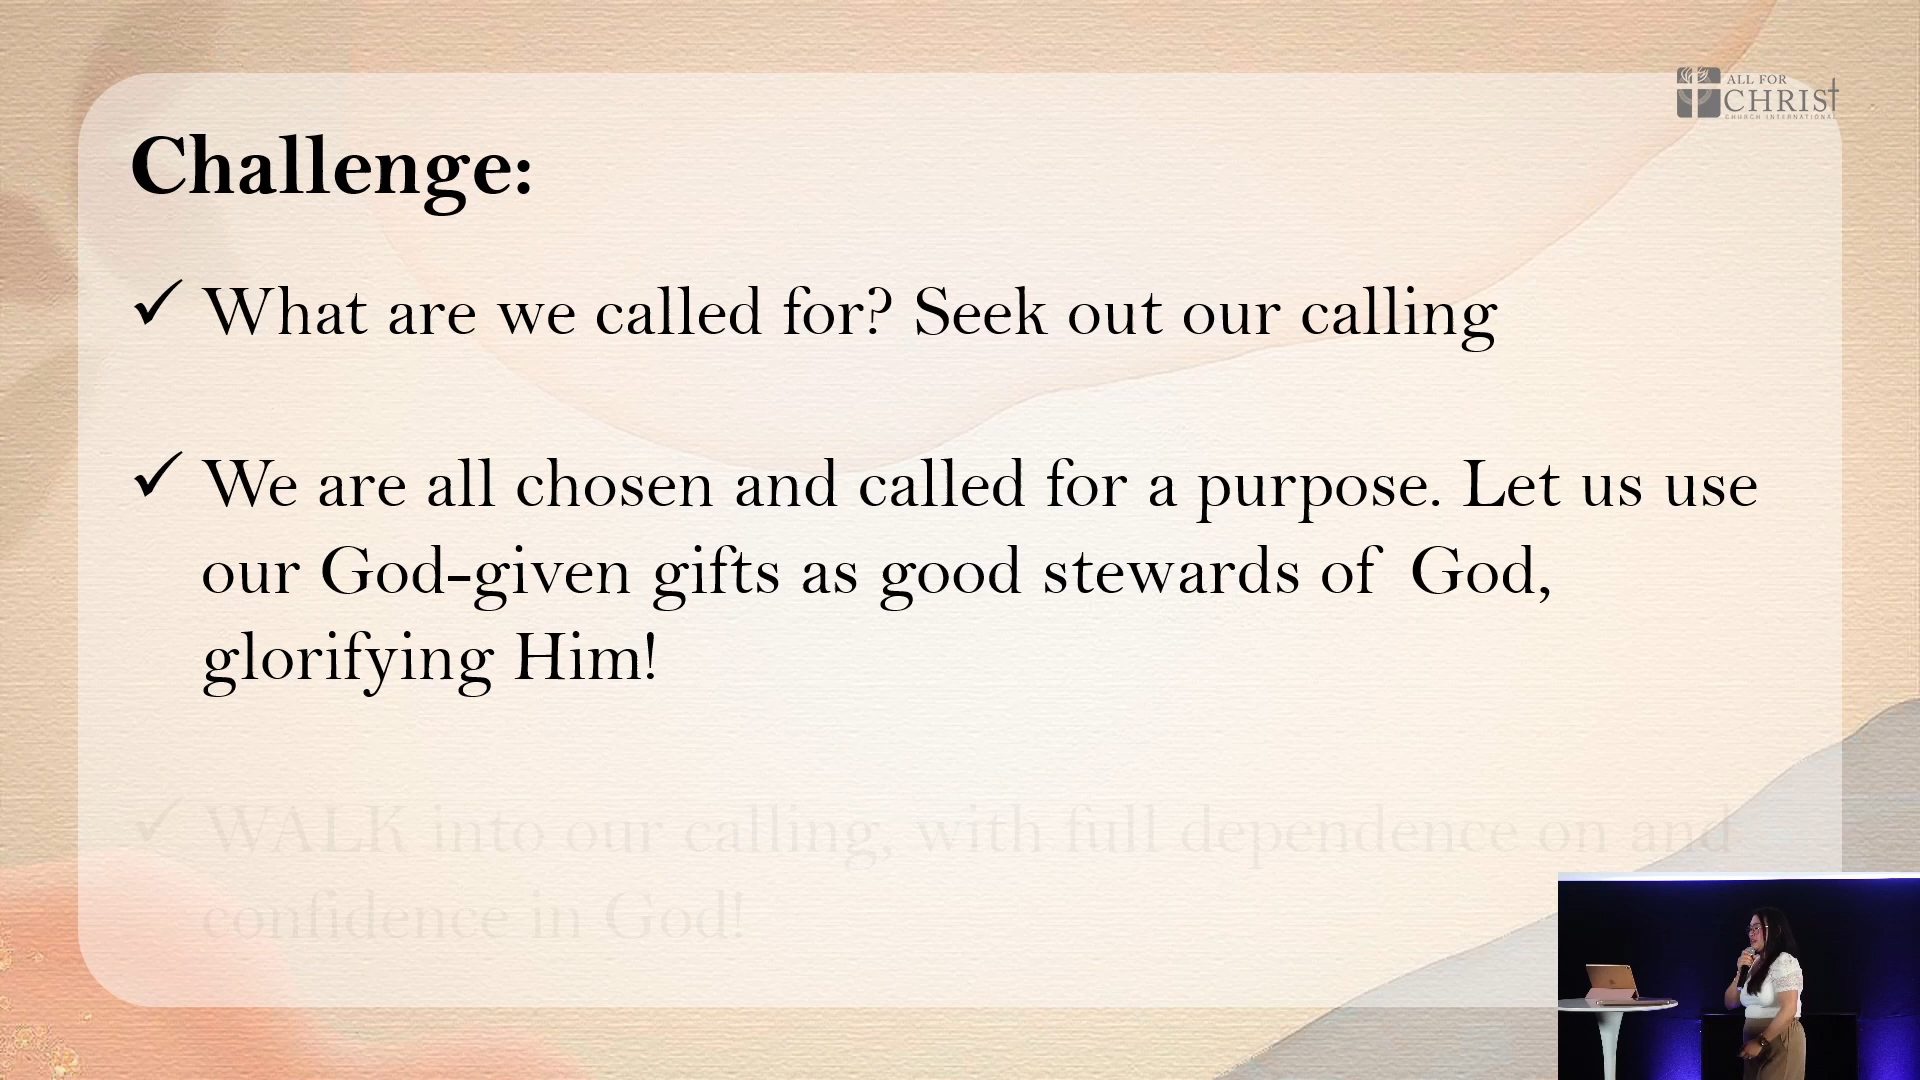 ALL FOR
CHRIST
CHURCH INTERNATIONAL
Challenge:
✓ What are we called for? Seek out our calling
✓ We are all chosen and called for a purpose. Let us use
our God-given gifts as good stewards of God,
glorifying Him!
✓ WALK into our calling, with full dependence on and
confidence in God!